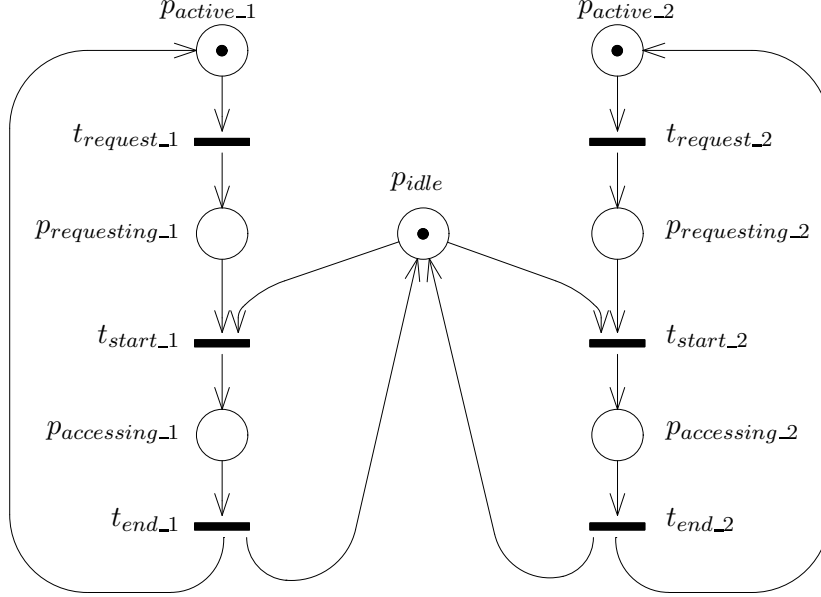 p_active_1
p_active_2
t_request_1
t_request_2
p_idle
p_requesting_1
p_requesting_2
t_start_1
t_start_2
p_accessing_1
p_accessing_2
t_end_1
t_end_2